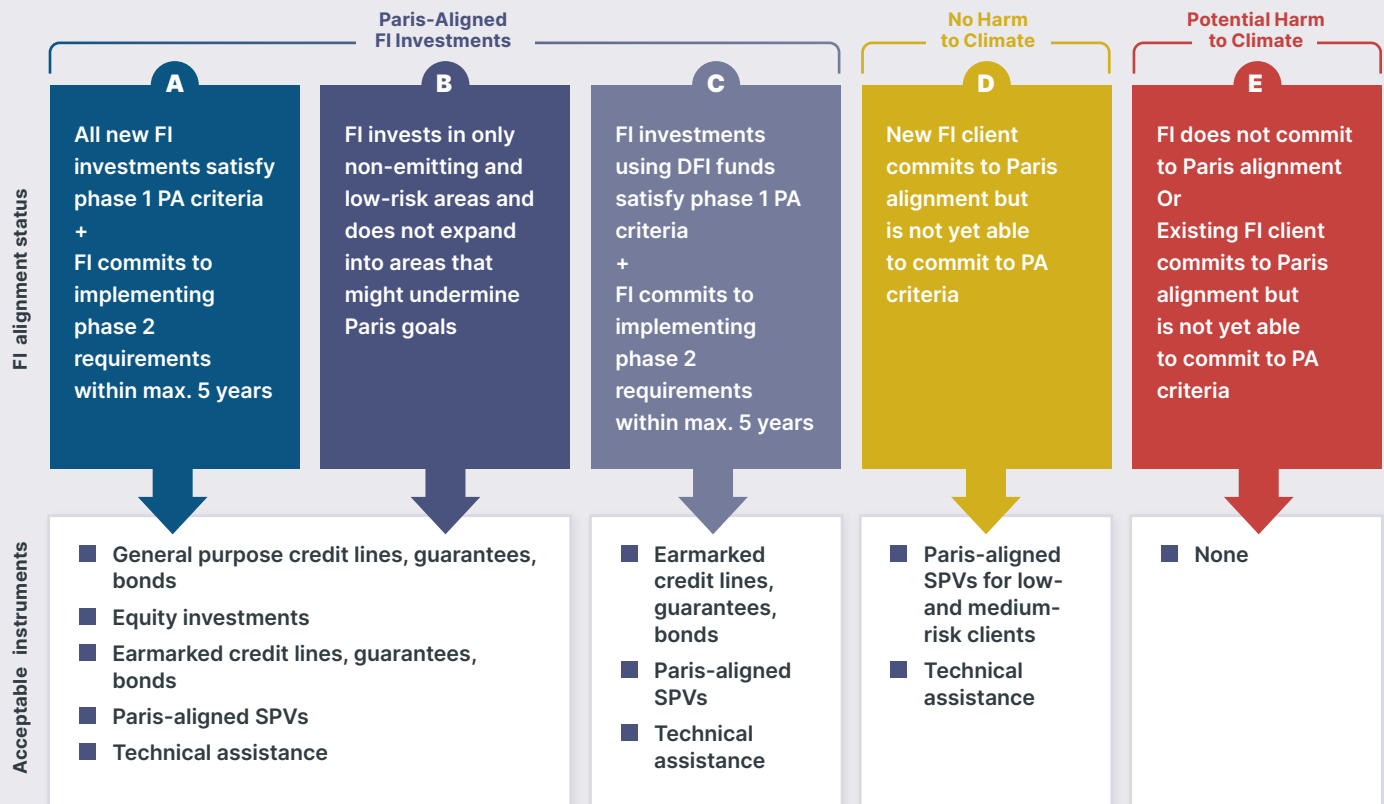 Paris-Aligned
FI Investments
No Harm
to Climate
Potential Harm
to Climate
FI alignment status
A
All new FI
investments satisfy
phase 1 PA criteria
+
FI commits to
implementing
phase 2
requirements
within max. 5 years
B
FI invests in only
non-emitting and
low-risk areas and
does not expand
into areas that
might undermine
Paris goals
C
FI investments
using DFI funds
satisfy phase 1 PA
criteria
+
FI commits to
implementing
phase 2
requirements
within max. 5 years
D
New FI client
commits to Paris
alignment but
is not yet able
to commit to PA
criteria
E
FI does not commit
to Paris alignment
Or
Existing FI client
commits to Paris
alignment but
is not yet able
to commit to PA
criteria
Acceptable instruments
General purpose credit lines, guarantees,
bonds
Equity investments
Earmarked credit lines, guarantees,
bonds
Paris-aligned SPVs
Technical assistance
Earmarked
credit lines,
guarantees,
bonds
Paris-aligned
SPVs
Technical
assistance
Paris-aligned
SPVs for low-
and medium-
risk clients
Technical
assistance
None